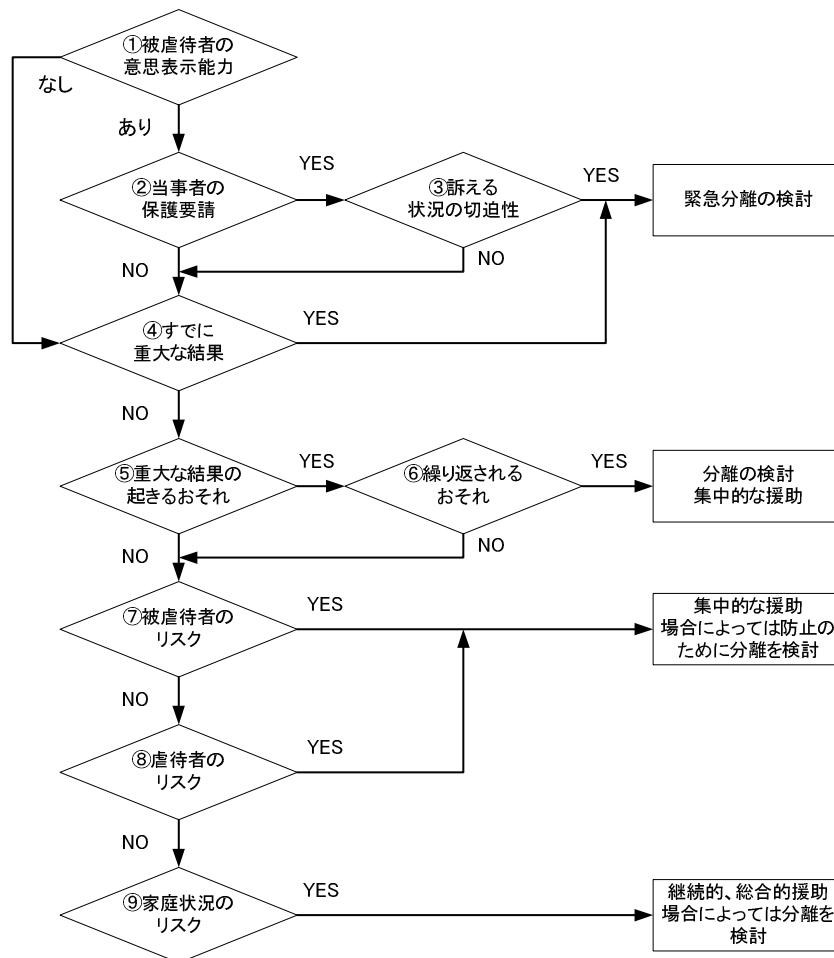 ①被虐待者の
意思表示能力
なし
あり
②当事者の
保護要請
YES
③訴える
状況の切迫性
YES
緊急分離の検討
NO
NO
④すでに
重大な結果
YES
NO
⑤重大な結果の
起きるおそれ
YES
⑥繰り返される
おそれ
YES
分離の検討
集中的な援助
NO
NO
⑦被虐待者の
リスク
YES
集中的な援助
場合によっては防止の
ために分離を検討
NO
⑧虐待者の
リスク
YES
NO
⑨家庭状況の
リスク
YES
継続的、総合的援助
場合によっては分離を
検討